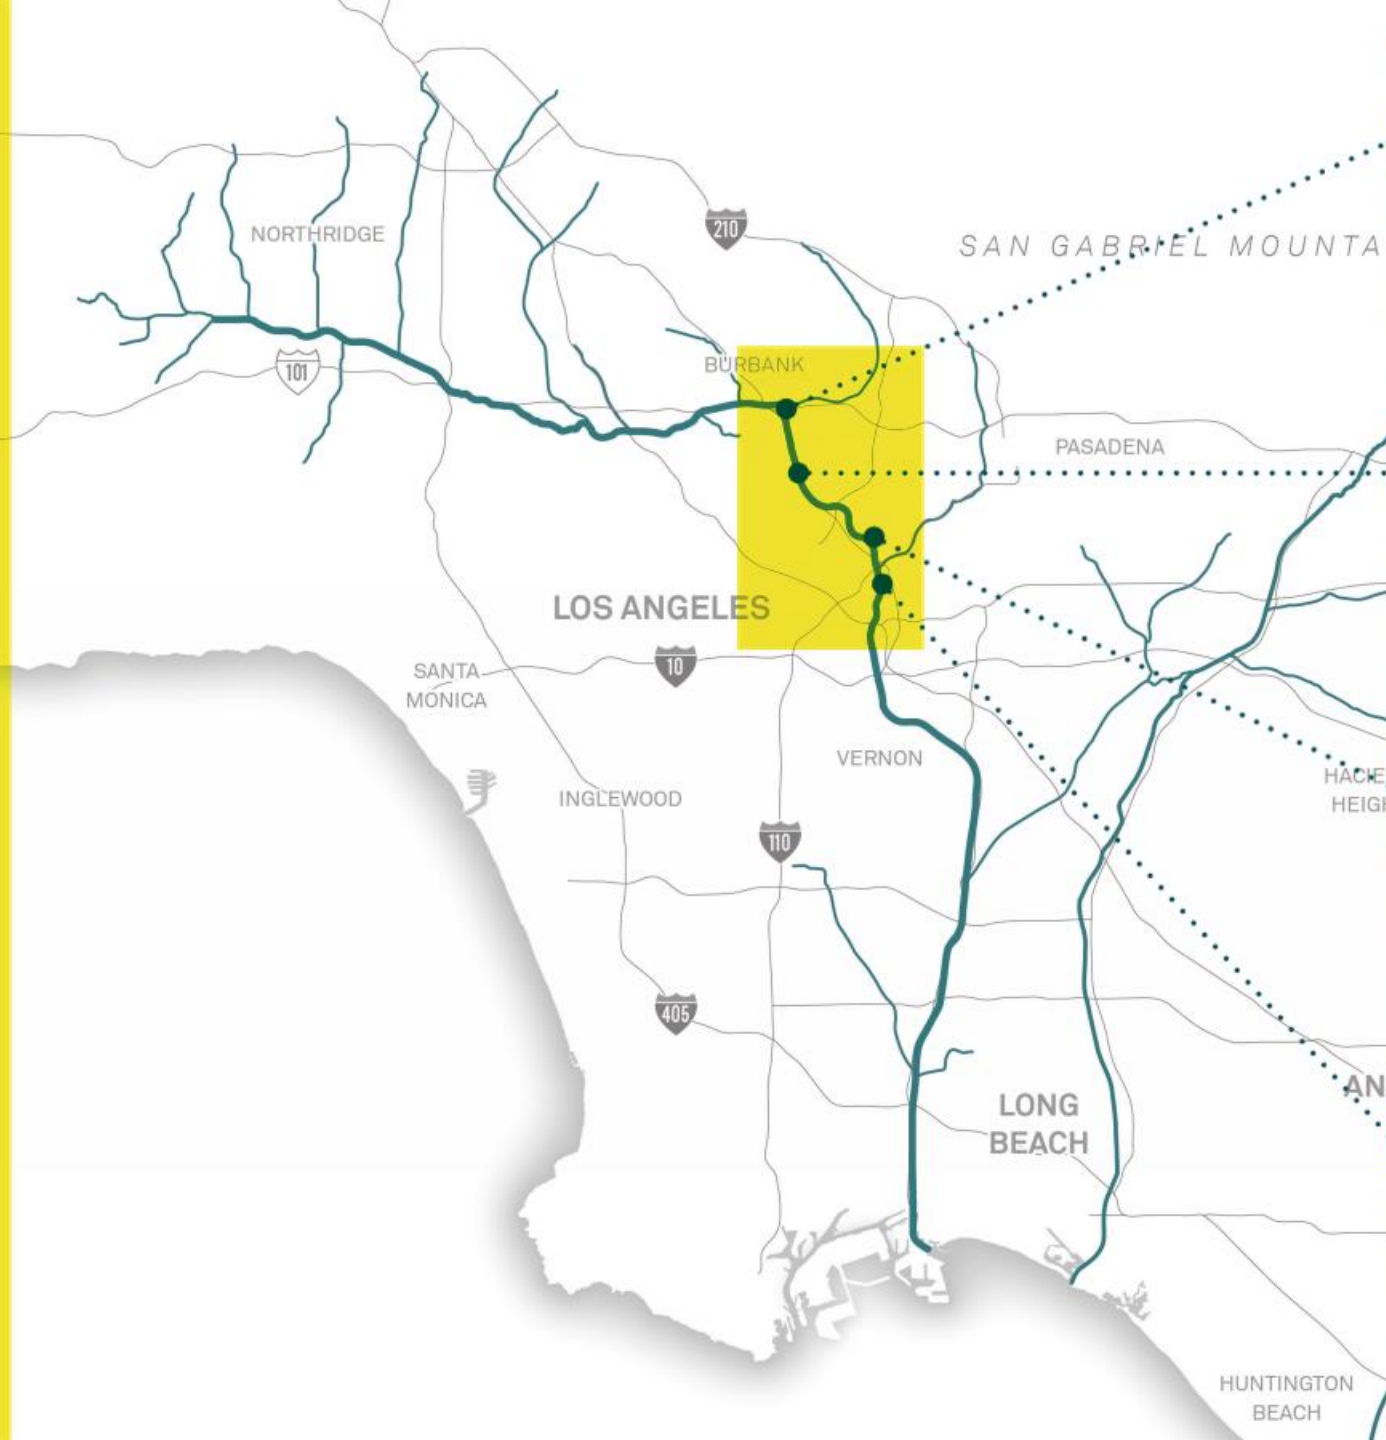 NORTHRIDGE
210
SAN GABRIEL MOUNTA
101
BURBANK
PASADENA
LOS ANGELES
10
SANTA
MONICA
VERNON
HACIE
HEIGH
INGLEWOOD
110
405
AN
LONG
BEACH
HUNTINGTON
BEACH